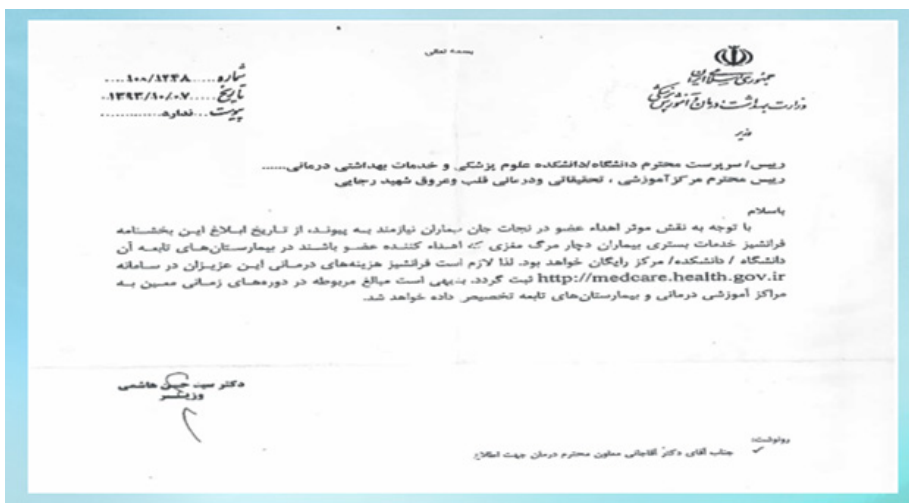 بسمه تعالی
جمهوری اسلامی ایران
وزارت بهداشت، درمان و آموزش پزشکی
وزیر
شماره.....۱۰۰/۱۲۳۸....
تاریخ.....۱۳۹۳/۱۰/۰۷..
پیوست...ندارد.............
رییس/ سرپرست محترم دانشگاه/دانشکده علوم پزشکی و خدمات بهداشتی درمانی......
رییس محترم مرکز آموزشی ، تحقیقاتی ودرمانی قلب وعروق شهید رجایی
باسلام
با توجه به نقش موثر اهداء عضو در نجات جان بیماران نیازمند به پیوند، از تاریخ ابلاغ این بخشنامه
فرانشیز خدمات بستری بیماران دچار مرگ مغزی که اهداء کننده عضو باشند در بیمارستان‌های تابعه آن
دانشگاه / دانشکده/ مرکز رایگان خواهد بود. لذا لازم است فرانشیز هزینه‌های درمانی این عزیزان در سامانه
http://medcare.health.gov.ir ثبت گردد، بدیهی است مبالغ مربوطه در دوره‌های زمانی معین به
مراکز آموزشی درمانی و بیمارستان‌های تابعه تخصیص داده خواهد شد.
دکتر سید حسن هاشمی
وزیــــر
رونوشت:
جناب آقای دکتر آقاجانی معاون محترم درمان جهت اطلاع